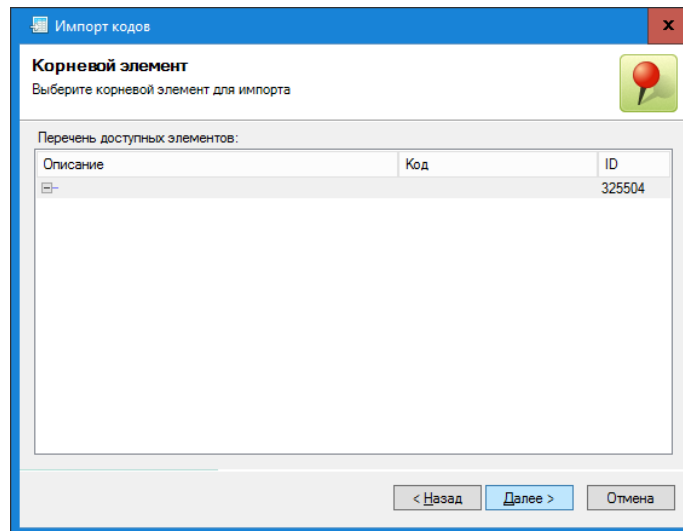 Импорт кодов
x
Корневой элемент
Выберите корневой элемент для импорта
Перечень доступных элементов:
Описание Код ID
325504
< Назад Далее > Отмена